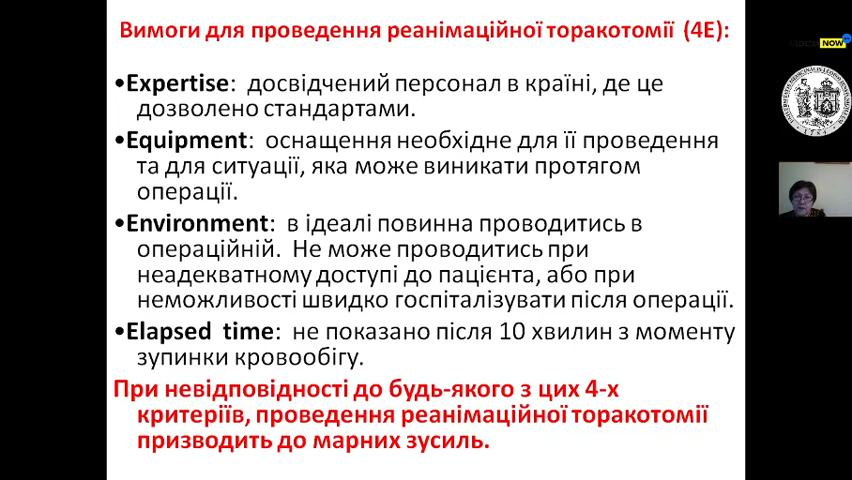 Вимоги для проведення реанімаційної торакотомії (4Е):
•Expertise: досвідчений персонал в країні, де це
дозволено стандартами.
•Equipment: оснащення необхідне для її проведення
та для ситуації, яка може виникати протягом
операції.
•Environment: в ідеалі повинна проводитись в
операційній. Не може проводитись при
неадекватному доступі до пацієнта, або при
неможливості швидко госпіталізувати після операції.
•Elapsed time: не показано після 10 хвилин з моменту
зупинки кровообігу.
При невідповідності до будь-якого з цих 4-х
критеріїв, проведення реанімаційної торакотомії
призводить до марних зусиль.
NOW